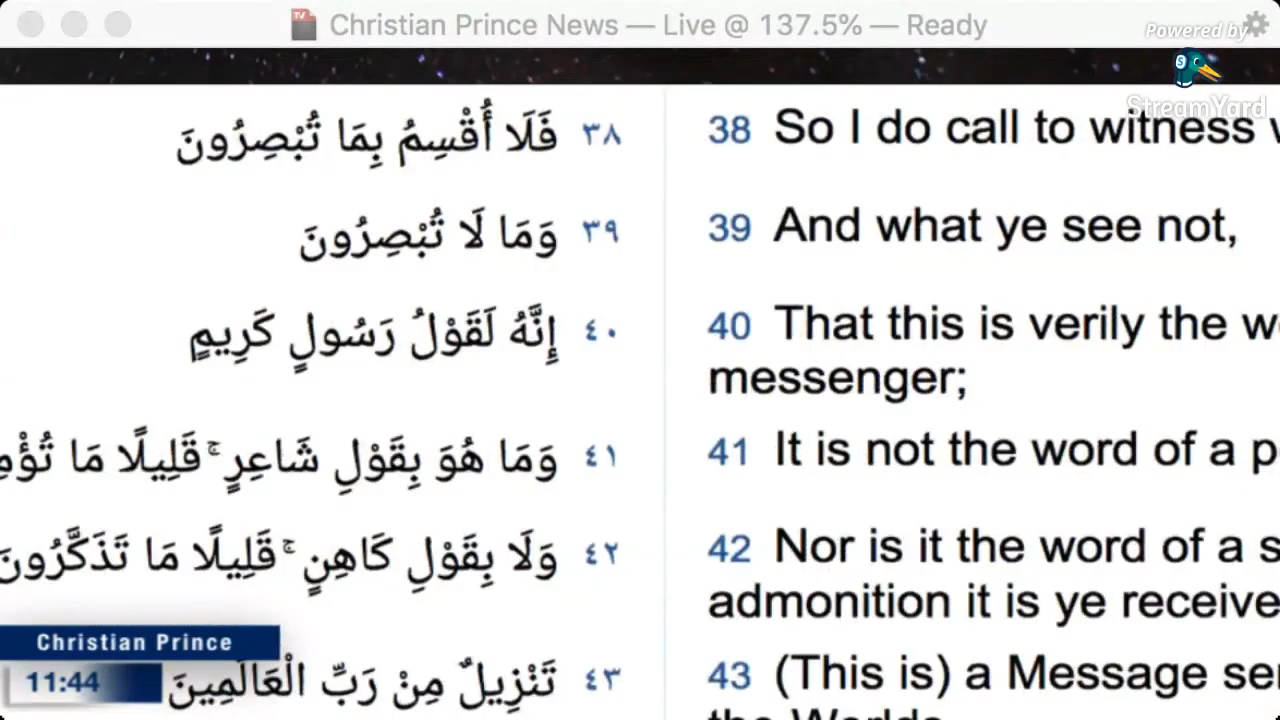 Christian Prince News — Live @ 137.5% — Ready
Powered by
StreamYard
٣٨ فَلَا أُقْسِمُ بِمَا تُبْصِرُونَ
38 So I do call to witness
٣٩ وَمَا لَا تُبْصِرُونَ
39 And what ye see not,
٤٠ إِنَّهُ لَقَوْلُ رَسُولٍ كَرِيمٍ
40 That this is verily the
messenger;
٤١ وَمَا هُوَ بِقَوْلِ شَاعِرٍ ۚ قَلِيلًا مَا
41 It is not the word of a
٤٢ وَلَا بِقَوْلِ كَاهِنٍ ۚ قَلِيلًا مَا تَذَكَّرُونَ
42 Nor is it the word of a
admonition it is ye receive
٤٣ تَنْزِيلٌ مِنْ رَبِّ الْعَالَمِينَ
43 (This is) a Message
the Worlds
Christian Prince
11:44